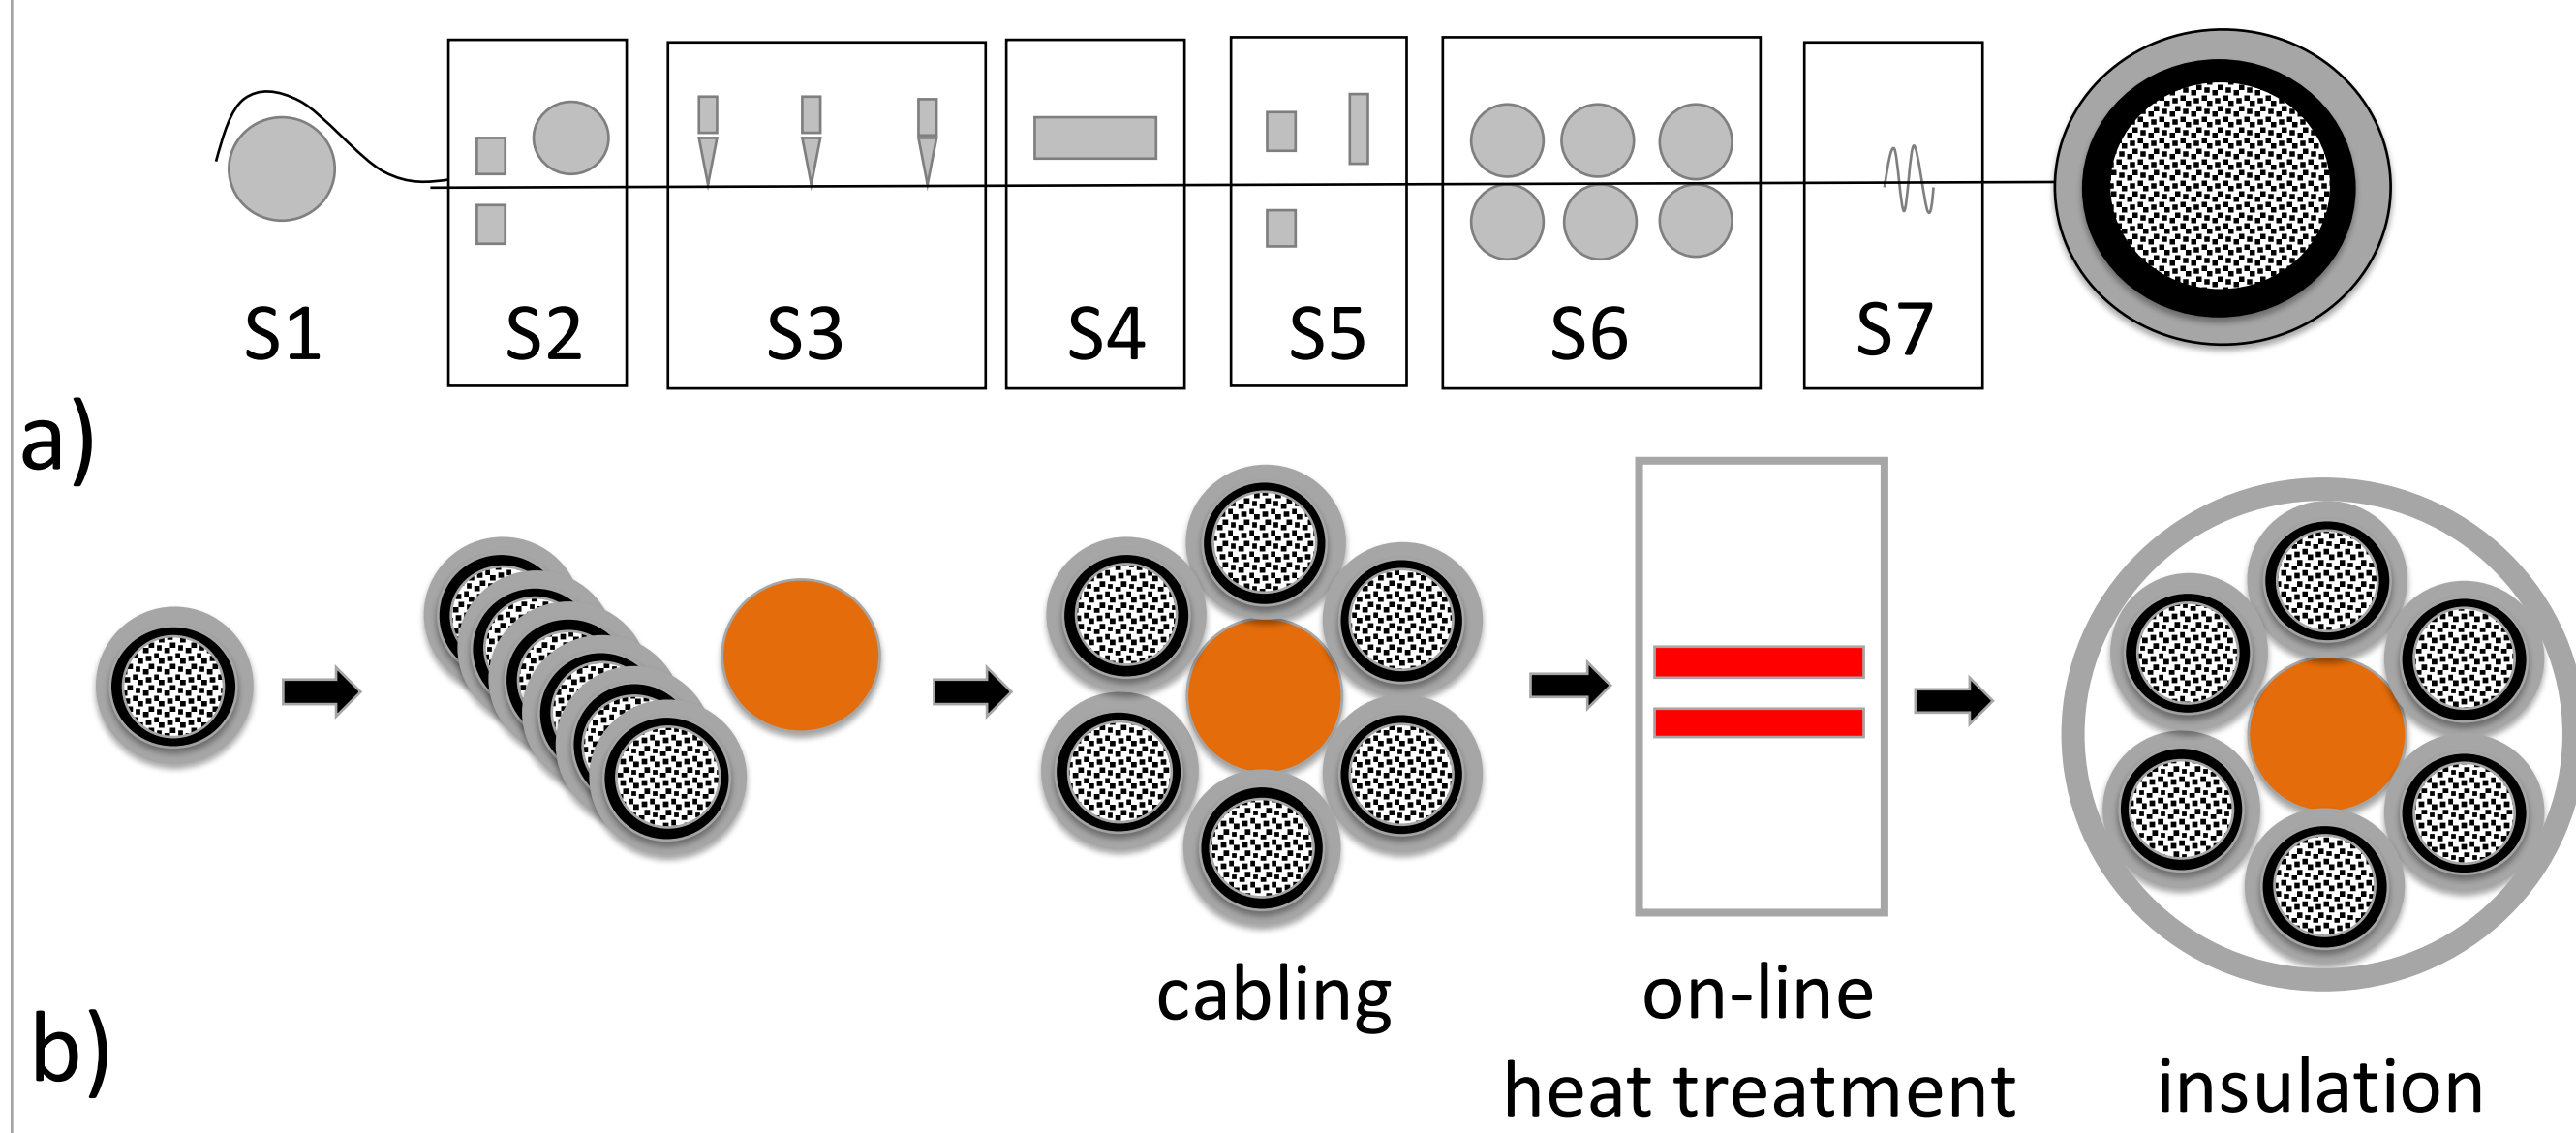 S1 S2 S3 S4 S5 S6 S7
a)
cabling
on-line
heat treatment
insulation
b)